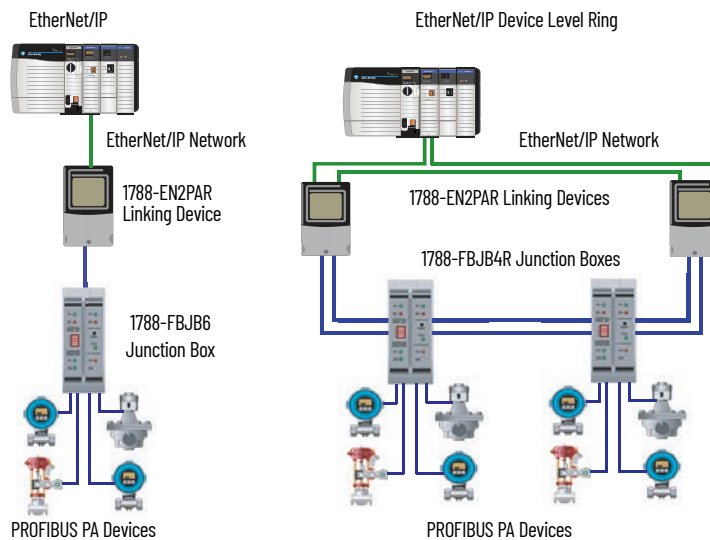 EtherNet/IP
EtherNet/IP Device Level Ring
EtherNet/IP Network
EtherNet/IP Network
1788-EN2PAR
Linking Device
1788-EN2PAR Linking Devices
1788-FBJB4R Junction Boxes
1788-FBJB6
Junction Box
PROFIBUS PA Devices
PROFIBUS PA Devices